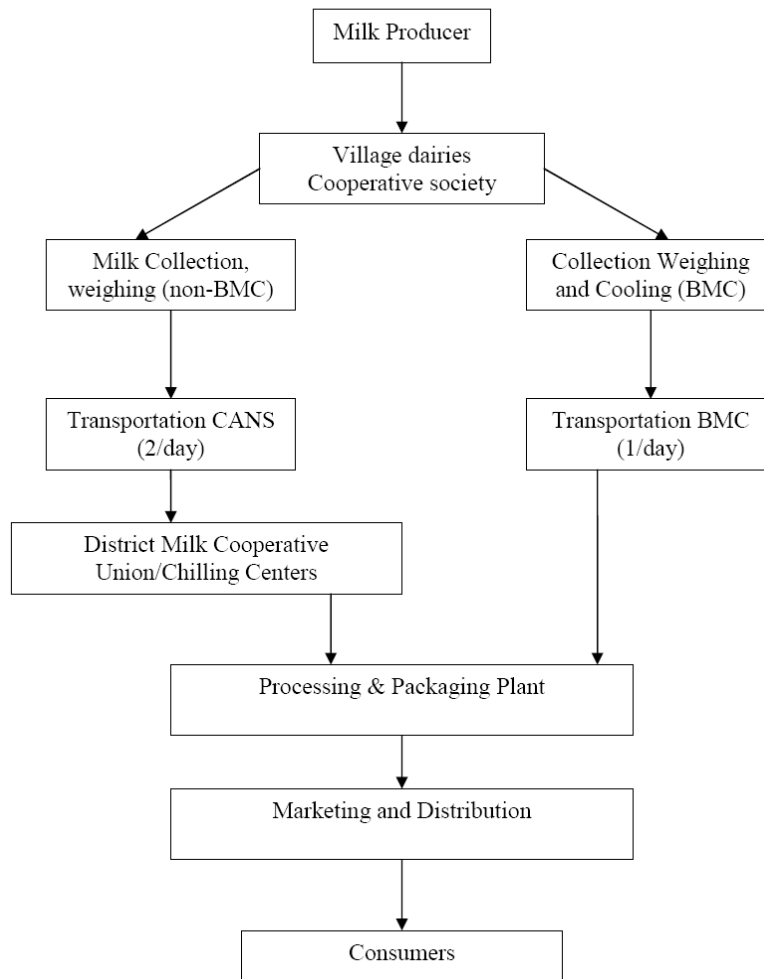 Milk Producer
Village dairies
Cooperative society
Milk Collection,
weighing (non-BMC)
Collection Weighing
and Cooling (BMC)
Transportation CANS
(2/day)
Transportation BMC
(1/day)
District Milk Cooperative
Union/Chilling Centers
Processing & Packaging Plant
Marketing and Distribution
Consumers